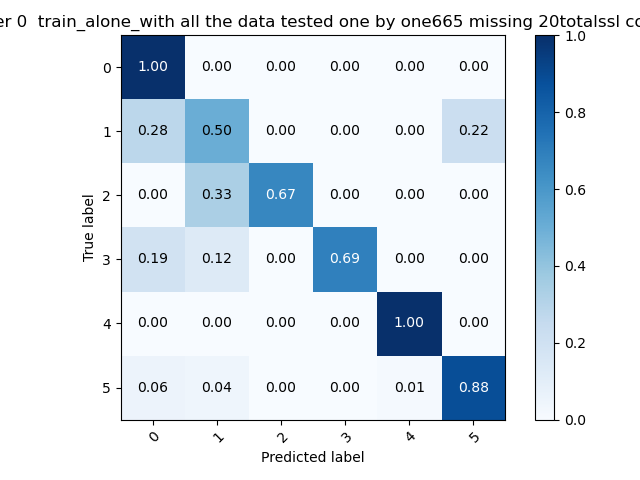 er 0  train_alone_with all the data tested one by one665 missing 20totalssl co
0 1.00 0.00 0.00 0.00 0.00 0.00
1 0.28 0.50 0.00 0.00 0.00 0.22
2 0.00 0.33 0.67 0.00 0.00 0.00
3 0.19 0.12 0.00 0.69 0.00 0.00
4 0.00 0.00 0.00 0.00 1.00 0.00
5 0.06 0.04 0.00 0.00 0.01 0.88
0 1 2 3 4 5
True label
Predicted label
1.0
0.8
0.6
0.4
0.2
0.0